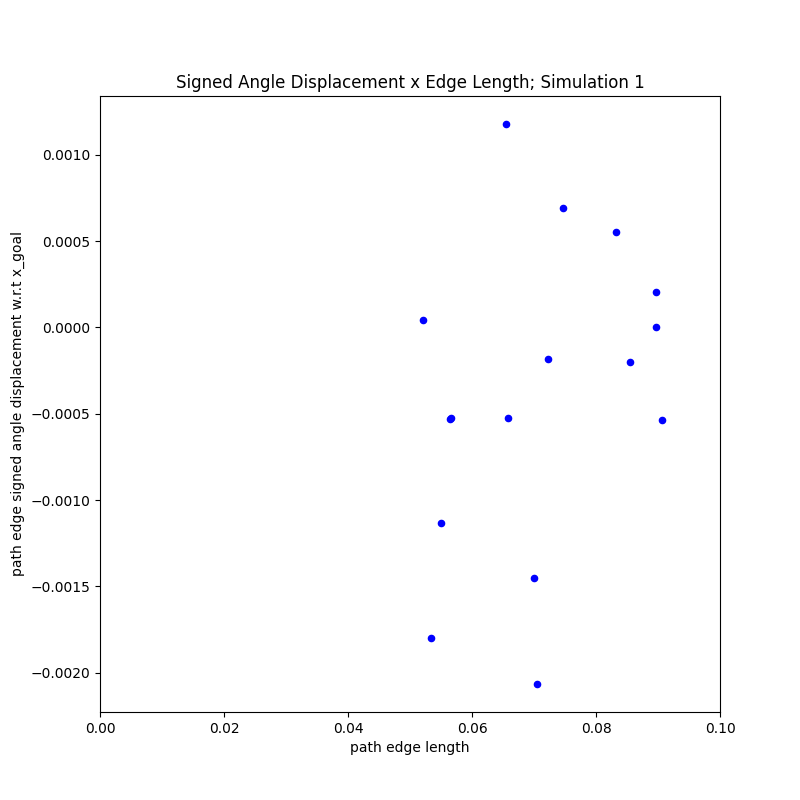 Signed Angle Displacement x Edge Length; Simulation 1
path edge signed angle displacement w.r.t x_goal
0.0010
0.0005
0.0000
−0.0005
−0.0010
−0.0015
−0.0020
0.00 0.02 0.04 0.06 0.08 0.10
path edge length